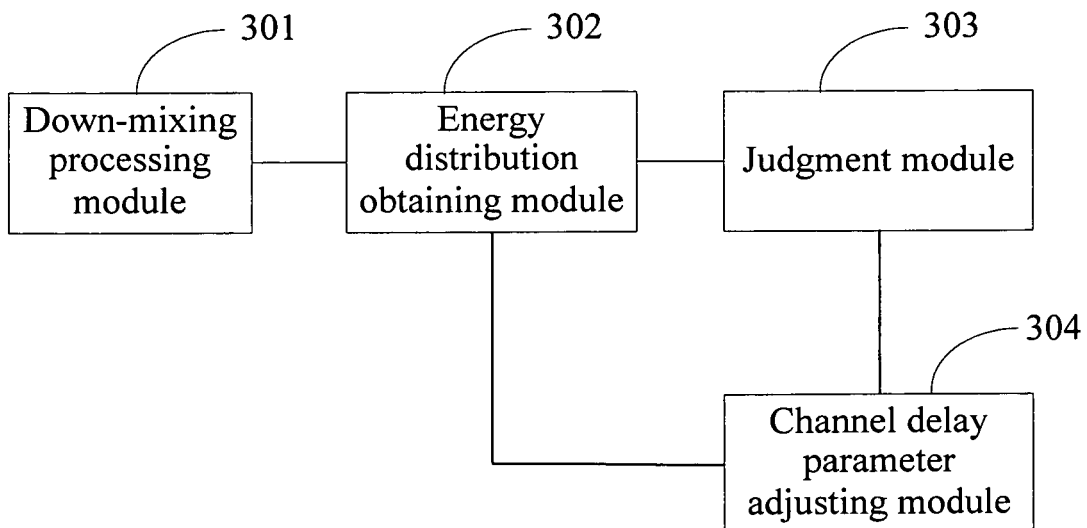 301
302
303
Down-mixing
processing
module
Energy
distribution
obtaining module
Judgment module
304
Channel delay
parameter
adjusting module